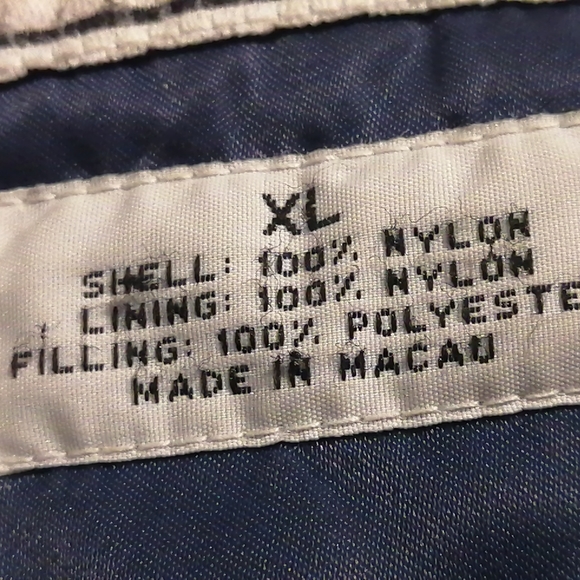 XL
SHELL: 100% NYLON
LINING: 100% NYLON
FILLING: 100% POLYESTE
MADE IN MACAU